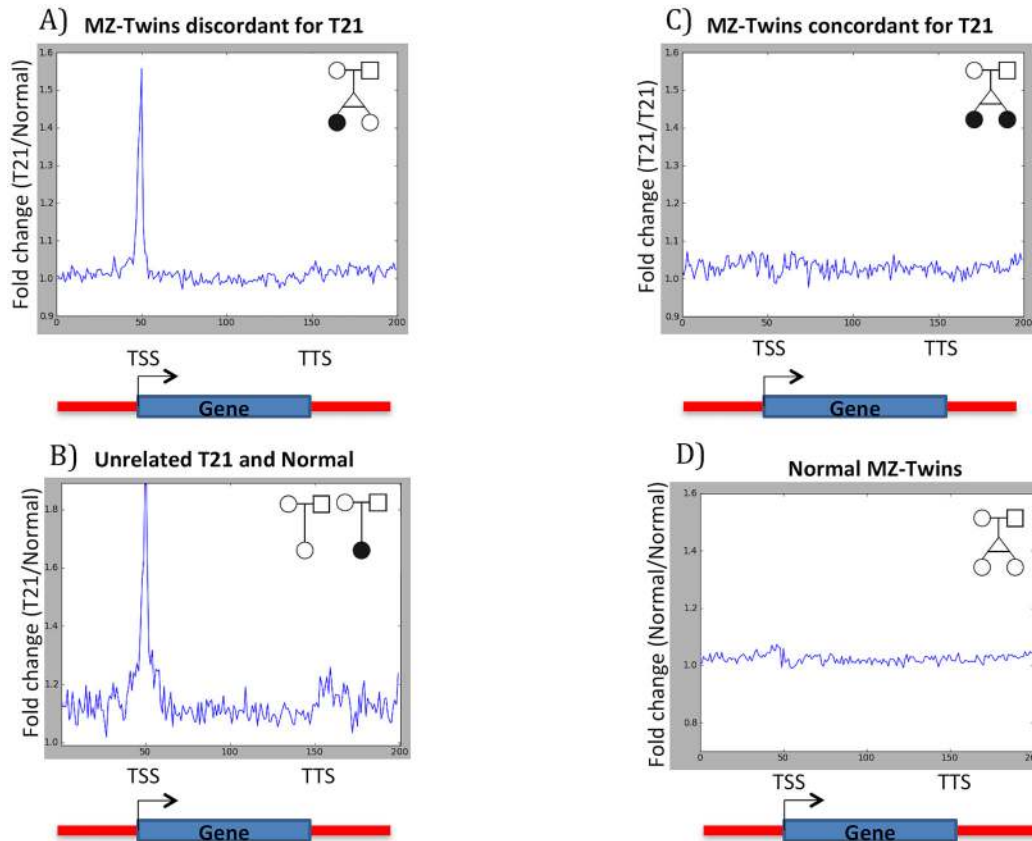 A) MZ-Twins discordant for T21
Fold change (T21/Normal)
1.6
1.5
1.4
1.3
1.2
1.1
1.0
0.9
0 50 100 150 200
TSS TTS
Gene
B) Unrelated T21 and Normal
Fold change (T21/Normal)
1.8
1.6
1.4
1.2
1.0
50 100 150 200
TSS TTS
Gene
C) MZ-Twins concordant for T21
Fold change (T21/T21)
1.6
1.5
1.4
1.3
1.2
1.1
1.0
0.9
0 50 100 150 200
TSS TTS
Gene
D) Normal MZ-Twins
Fold change (Normal/Normal)
1.6
1.4
1.2
1.0
0.8
0 50 100 150 200
TSS TTS
Gene